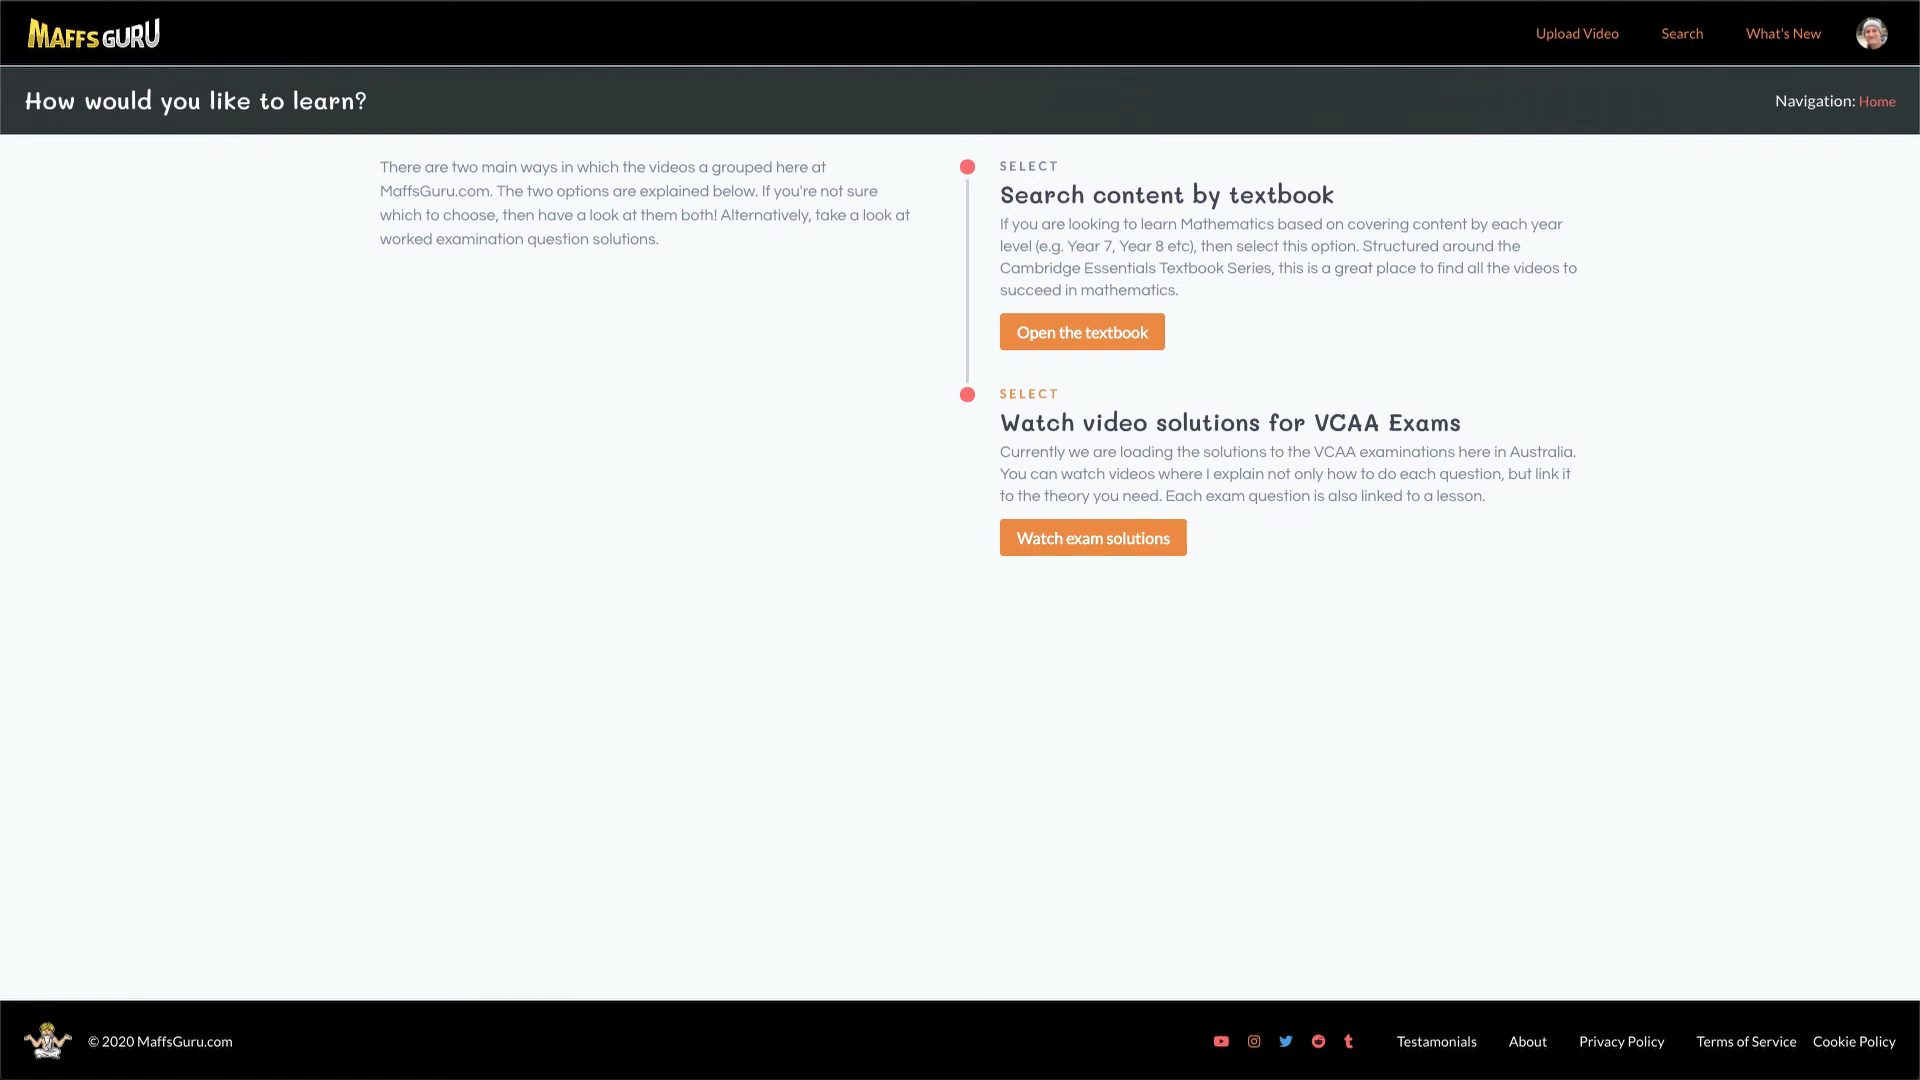 MAFFS GURU
Upload Video
Search
What's New
How would you like to learn?
Navigation: Home
There are two main ways in which the videos a grouped here at
MaffsGuru.com. The two options are explained below. If you're not sure
which to choose, then have a look at them both! Alternatively, take a look at
worked examination question solutions.
SELECT
Search content by textbook
If you are looking to learn Mathematics based on covering content by each year
level (e.g. Year 7, Year 8 etc), then select this option. Structured around the
Cambridge Essentials Textbook Series, this is a great place to find all the videos to
succeed in mathematics.
Open the textbook
SELECT
Watch video solutions for VCAA Exams
Currently we are loading the solutions to the VCAA examinations here in Australia.
You can watch videos where I explain not only how to do each question, but link it
to the theory you need. Each exam question is also linked to a lesson.
Watch exam solutions
© 2020 MaffsGuru.com
Testamonials
About
Privacy Policy
Terms of Service
Cookie Policy